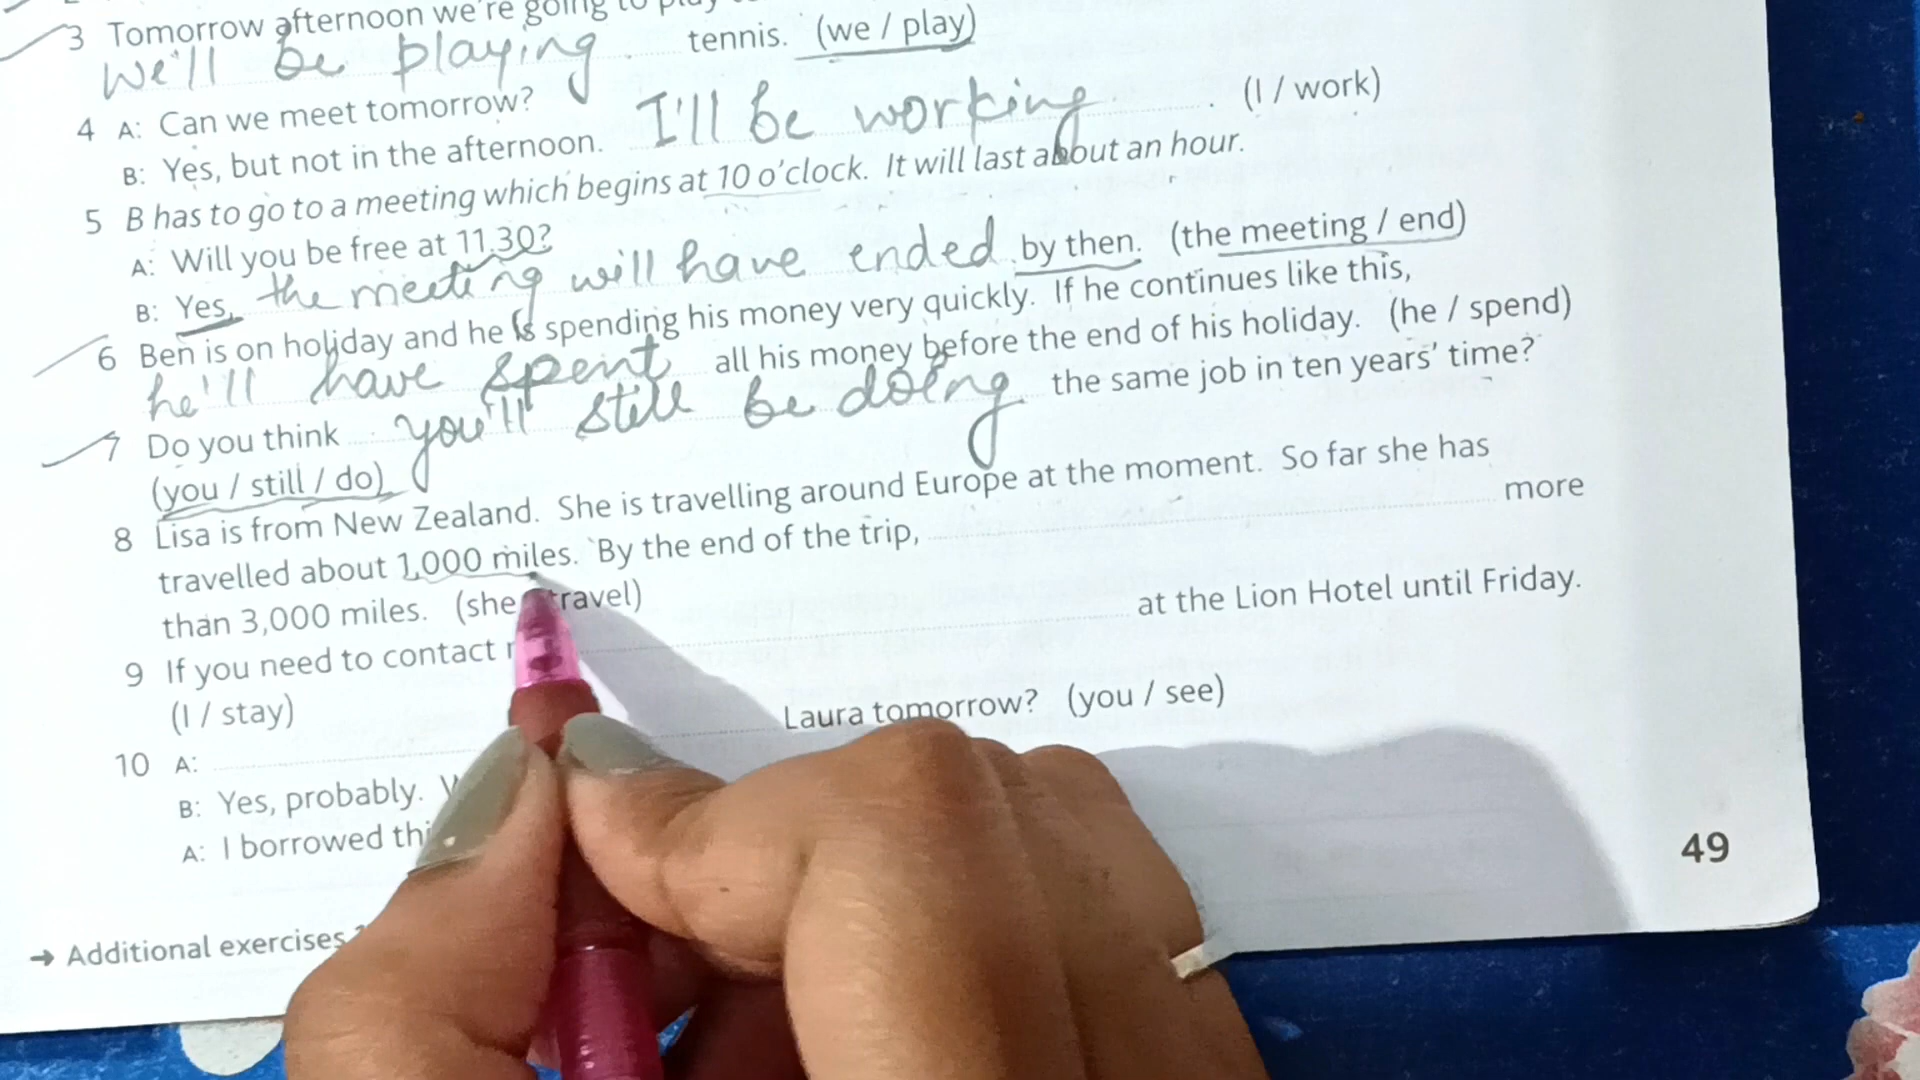 3 Tomorrow afternoon we're going to play
We'll be playing tennis. (we / play)
4 A: Can we meet tomorrow?
B: Yes, but not in the afternoon. I'll be working . (I / work)
5 B has to go to a meeting which begins at 10 o'clock. It will last about an hour.
A: Will you be free at 11.30?
B: Yes, the meeting will have ended by then. (the meeting / end)
6 Ben is on holiday and he is spending his money very quickly. If he continues like this,
he'll have spent all his money before the end of his holiday. (he / spend)
7 Do you think you'll still be doing the same job in ten years' time?
(you / still / do)
8 Lisa is from New Zealand. She is travelling around Europe at the moment. So far she has
travelled about 1,000 miles. By the end of the trip, more
than 3,000 miles. (she travel)
9 If you need to contact at the Lion Hotel until Friday.
(I / stay)
10 A: Laura tomorrow? (you / see)
B: Yes, probably.
A: I borrowed
→ Additional exercises
49